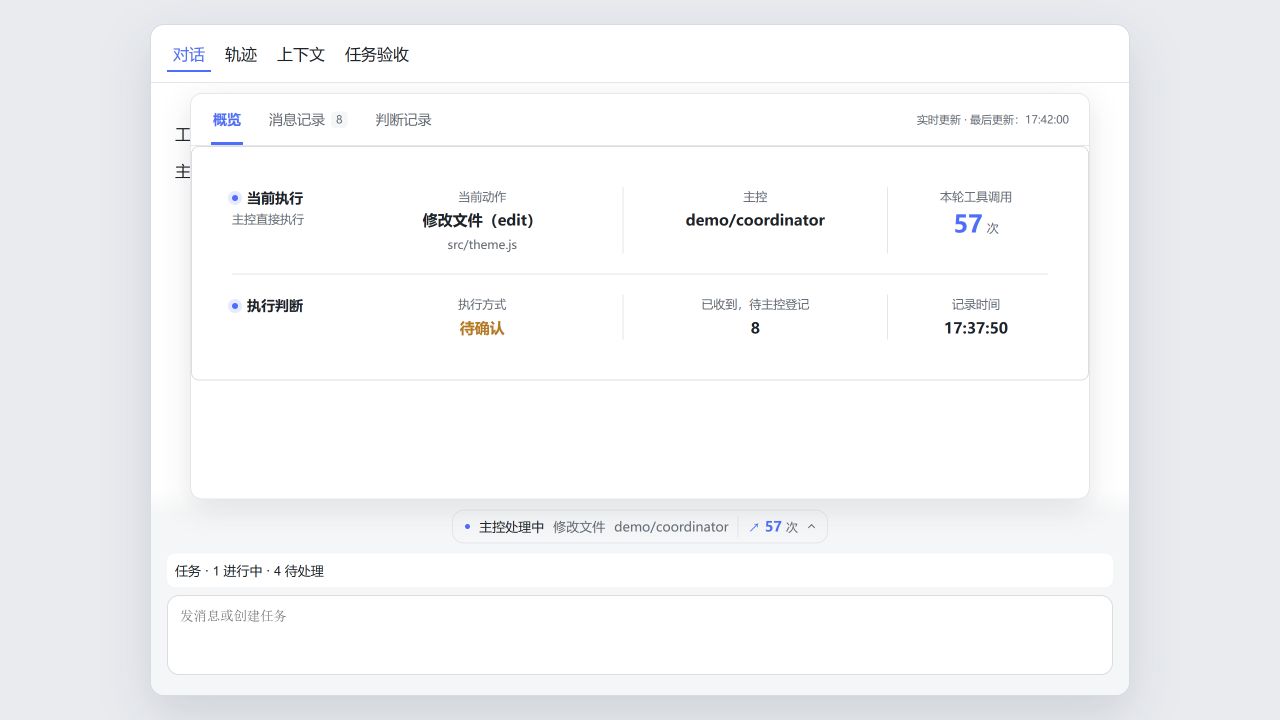 对话 轨迹 上下文 任务验收
概览 消息记录 8 判断记录 实时更新 · 最后更新：17:42:00
工
主
当前执行 当前动作 主控 本轮工具调用
主控直接执行 修改文件（edit） demo/coordinator 57 次
src/theme.js
执行判断 执行方式 已收到，待主控登记 记录时间
待确认 8 17:37:50
主控处理中 修改文件 demo/coordinator ↗ 57 次
任务 · 1 进行中 · 4 待处理
发消息或创建任务